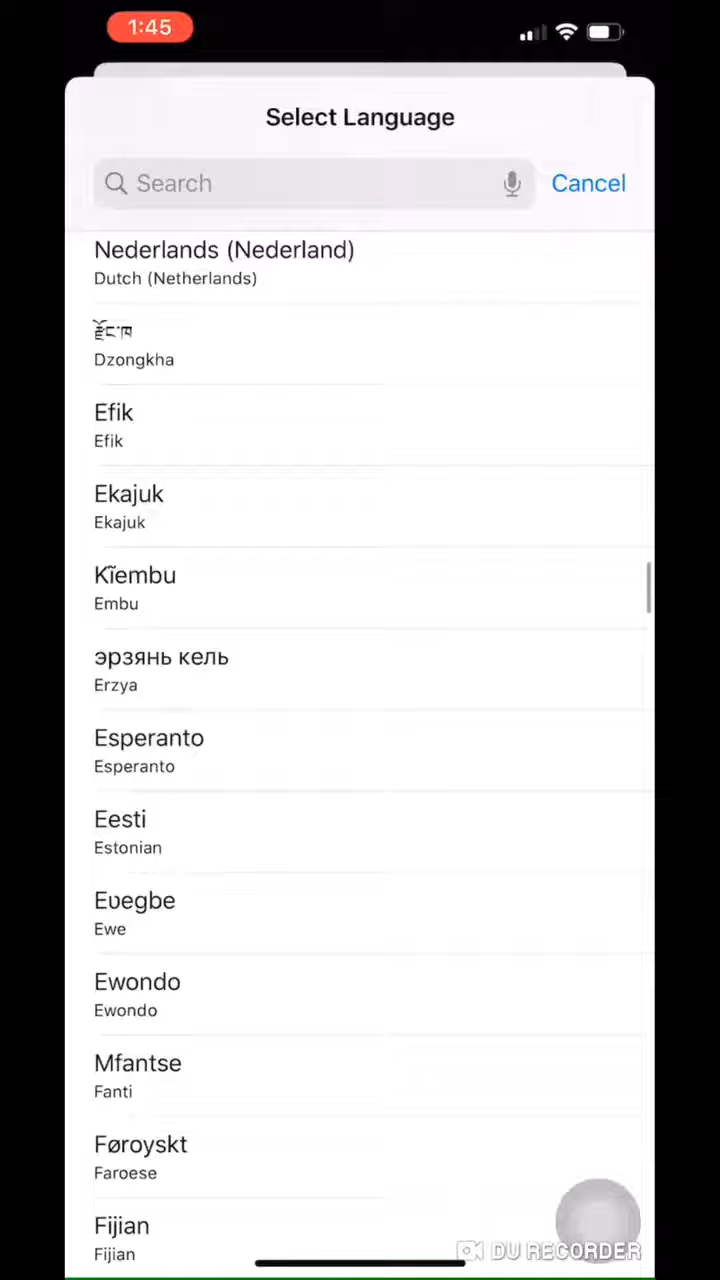 1:45
Select Language
Search
Cancel
Nederlands (Nederland)
Dutch (Netherlands)
རྫོང་ཁ
Dzongkha
Efik
Efik
Ekajuk
Ekajuk
Kĩembu
Embu
эрзянь кель
Erzya
Esperanto
Esperanto
Eesti
Estonian
Eʋegbe
Ewe
Ewondo
Ewondo
Mfantse
Fanti
Føroyskt
Faroese
Fijian
Fijian
DU RECORDER